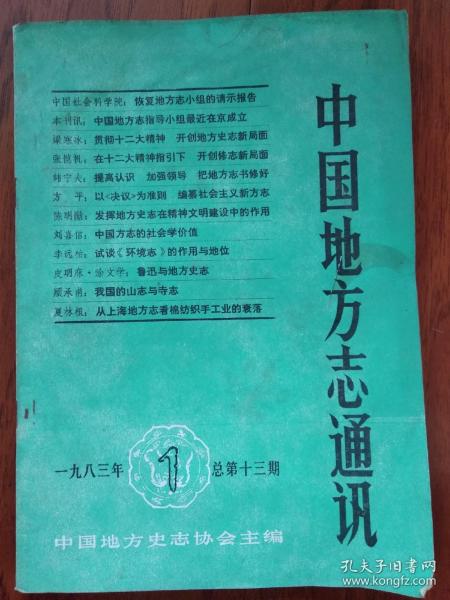 中国地方志通讯
中国社会科学院：恢复地方志小组的请示报告
本刊讯：中国地方志指导小组最近在京成立
梁寒冰：贯彻十二大精神 开创地方史志新局面
张恺机：在十二大精神指引下 开创修志新局面
韩宁夫：提高认识 加强领导 把地方志书修好
方 平：以《决议》为准则 编纂社会主义新方志
陈明猷：发挥地方史志在精神文明建设中的作用
刘喜信：中国方志的社会学价值
李远怡：试谈《环境志》的作用与地位
皮明庥·涂文学：鲁迅与地方史志
顾承甫：我国的山志与寺志
夏林根：从上海地方志看棉纺织手工业的衰落
一九八三年 1 总第十三期
中国地方史志协会主编
孔夫子旧书网
www.kongfz.com